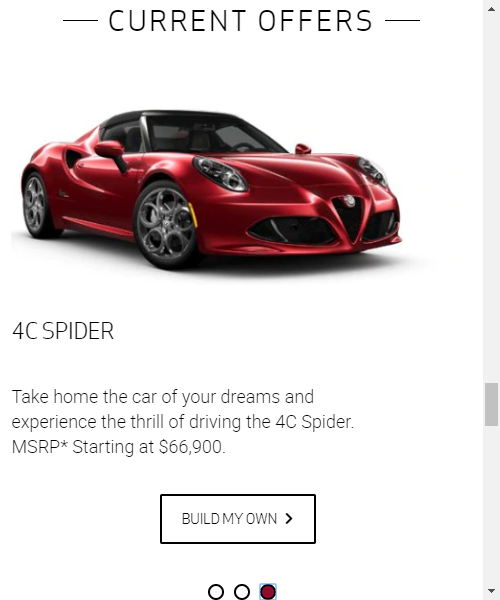 CURRENT OFFERS
4C SPIDER
Take home the car of your dreams and
experience the thrill of driving the 4C Spider.
MSRP* Starting at $66,900.
BUILD MY OWN